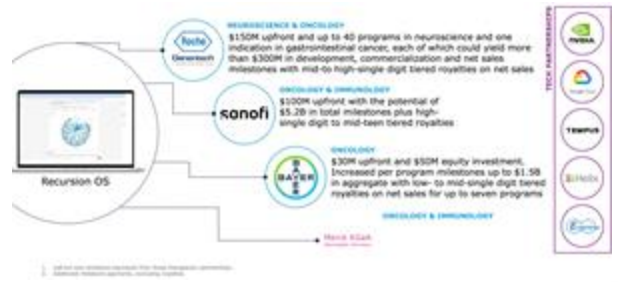 NEUROSCIENCE & ONCOLOGY
$150M upfront and up to 40 programs in neuroscience and one
indication in gastrointestinal cancer, each of which could yield more
than $300M in development, commercialization and net sales
milestones with mid-to high-single digit tiered royalties on net sales
Roche
Genentech
ONCOLOGY & IMMUNOLOGY
$100M upfront with the potential of
$5.2B in total milestones plus high-
single digit to mid-teen tiered royalties
sanofi
ONCOLOGY
$30M upfront and $50M equity investment.
Increased per program milestones up to $1.5B
in aggregate with low- to mid-single digit tiered
royalties on net sales for up to seven programs
BAYER
BAYER
ONCOLOGY & IMMUNOLOGY
Merck KGaA
Recursion OS
TECH PARTNERSHIPS
NVIDIA
Google Cloud
TEMPUS
Helix